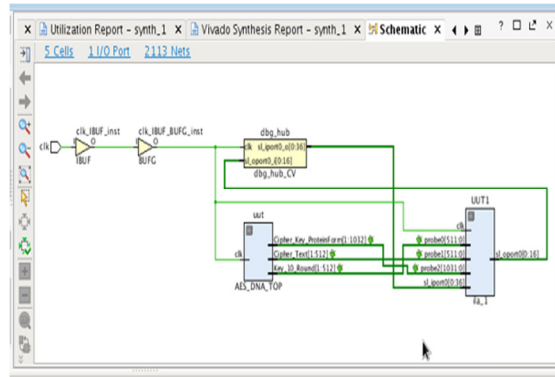 Utilization Report - synth_1 X Vivado Synthesis Report - synth_1 X Schematic X
5 Cells 1 I/O Port 2113 Nets
clk_IBUF_inst
clk_IBUF_BUFG_inst
clk
I O
IBUF
I O
BUFG
dbg_hub
clk sl_iport0_o[0:36]
sl_oport0_i[0:16]
dbg_hub_CV
uut
clk
Cipher_Key_ProteinForm[1:1032]
Cipher_Text[1:512]
Key_10_Round[1:512]
AES_DNA_TOP
UUT1
clk
probe0[511:0]
probe1[511:0]
probe2[1031:0]
sl_iport0[0:36]
sl_oport0[0:16]
ila_1